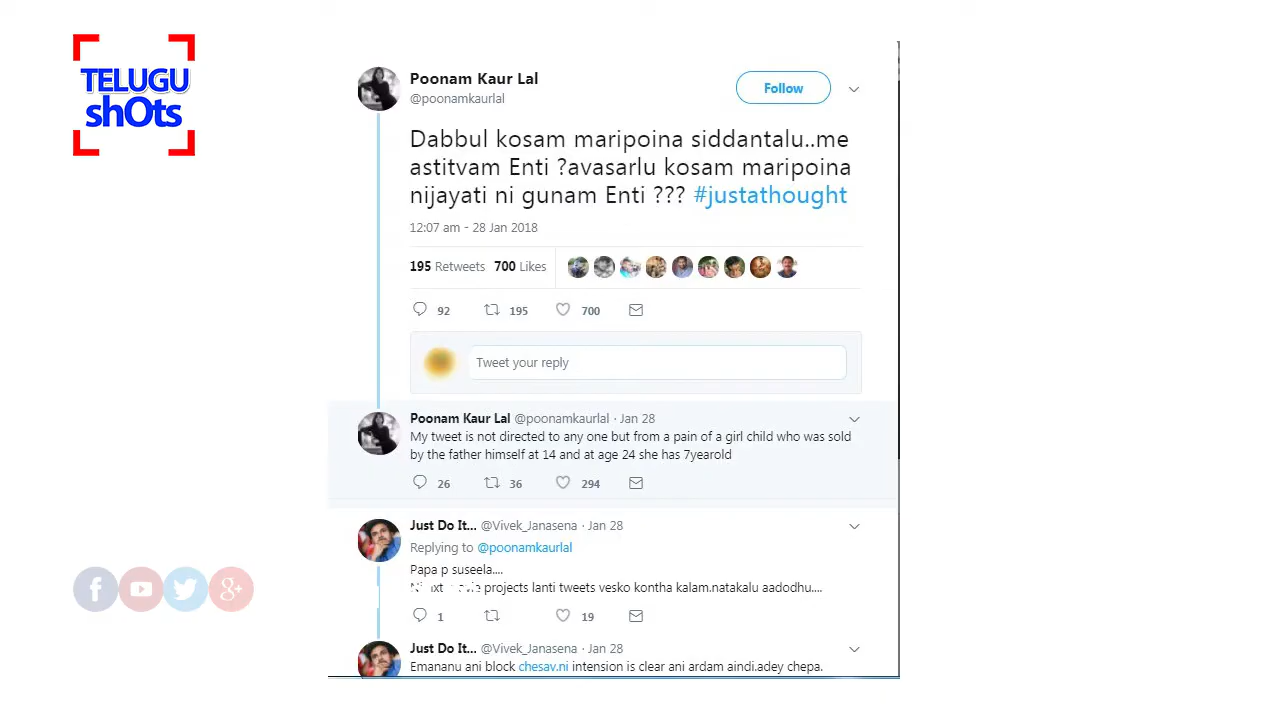 TELUGU
shOts
Poonam Kaur Lal
@poonamkaurlal
Follow
Dabbul kosam maripoina siddantalu..me
astitvam Enti ?avasarlu kosam maripoina
nijayati ni gunam Enti ??? #justathought
12:07 am - 28 Jan 2018
195 Retweets 700 Likes
92 195 700
Tweet your reply
Poonam Kaur Lal @poonamkaurlal · Jan 28
My tweet is not directed to any one but from a pain of a girl child who was sold
by the father himself at 14 and at age 24 she has 7yearold
26 36 294
Just Do It... @Vivek_Janasena · Jan 28
Replying to @poonamkaurlal
Papa p suseela....
projects lanti tweets vesko kontha kalam.natakalu aadodhu....
1 19
Just Do It... @Vivek_Janasena · Jan 28
Emananu ani block chesav.ni intension is clear ani ardam aindi.adey chepa.
f
g+